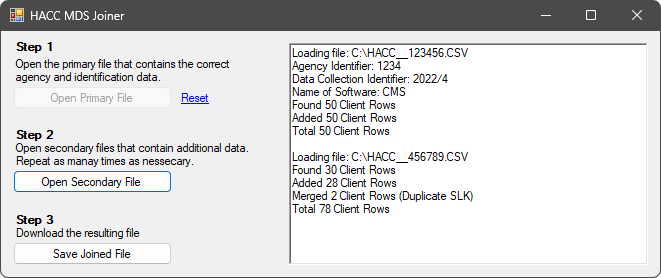 HACC MDS Joiner
Step 1
Open the primary file that contains the correct
agency and identification data.
Open Primary File
Reset
Step 2
Open secondary files that contain additional data.
Repeat as manay times as nessecary.
Open Secondary File
Step 3
Download the resulting file
Save Joined File
Loading file: C:\HACC__123456.CSV
Agency Identifier: 1234
Data Collection Identifier: 2022/4
Name of Software: CMS
Found 50 Client Rows
Added 50 Client Rows
Total 50 Client Rows
Loading file: C:\HACC__456789.CSV
Found 30 Client Rows
Added 28 Client Rows
Merged 2 Client Rows (Duplicate SLK)
Total 78 Client Rows